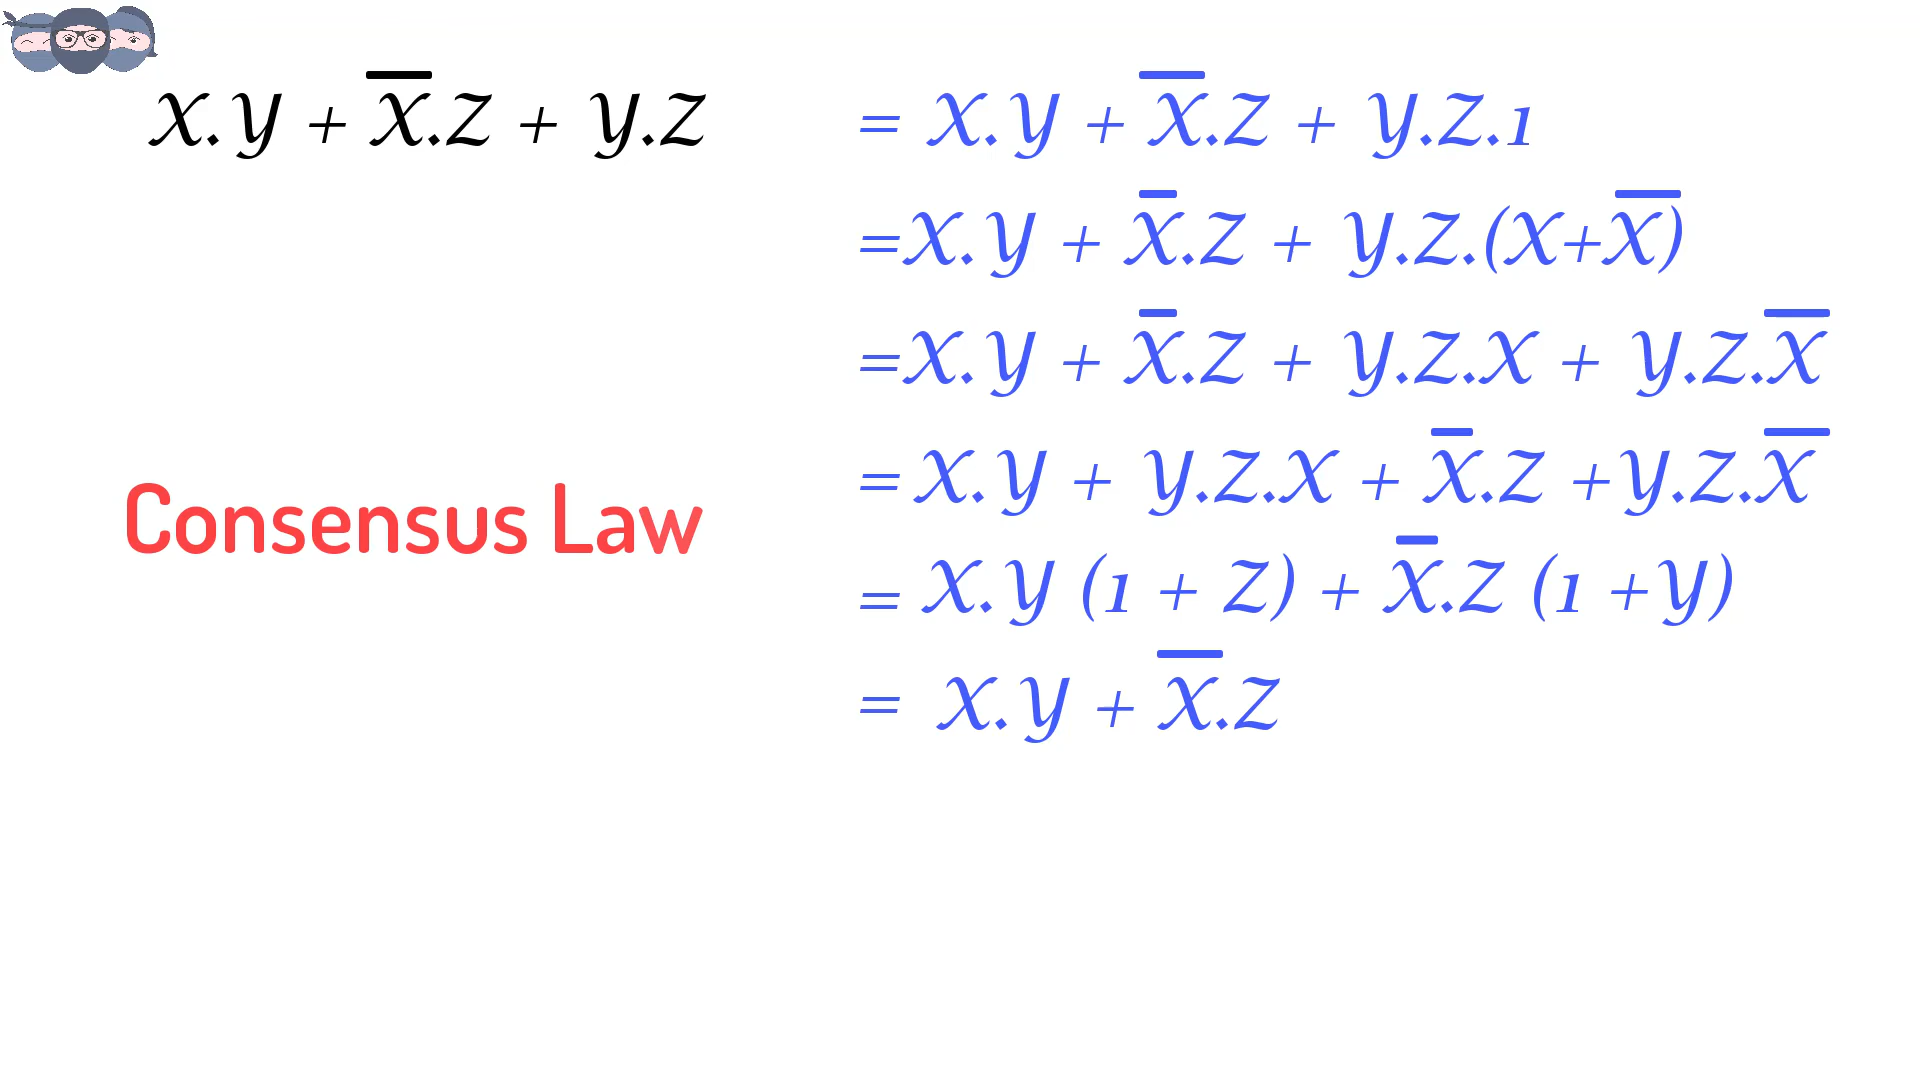 x.y + x̅.z + y.z = x.y + x̅.z + y.z.1
=x.y + x̅.z + y.z.(x+x̅)
=x.y + x̅.z + y.z.x + y.z.x̅
= x.y + y.z.x + x̅.z +y.z.x̅
Consensus Law
= x.y (1 + z) + x̅.z (1 +y)
= x.y + x̅.z